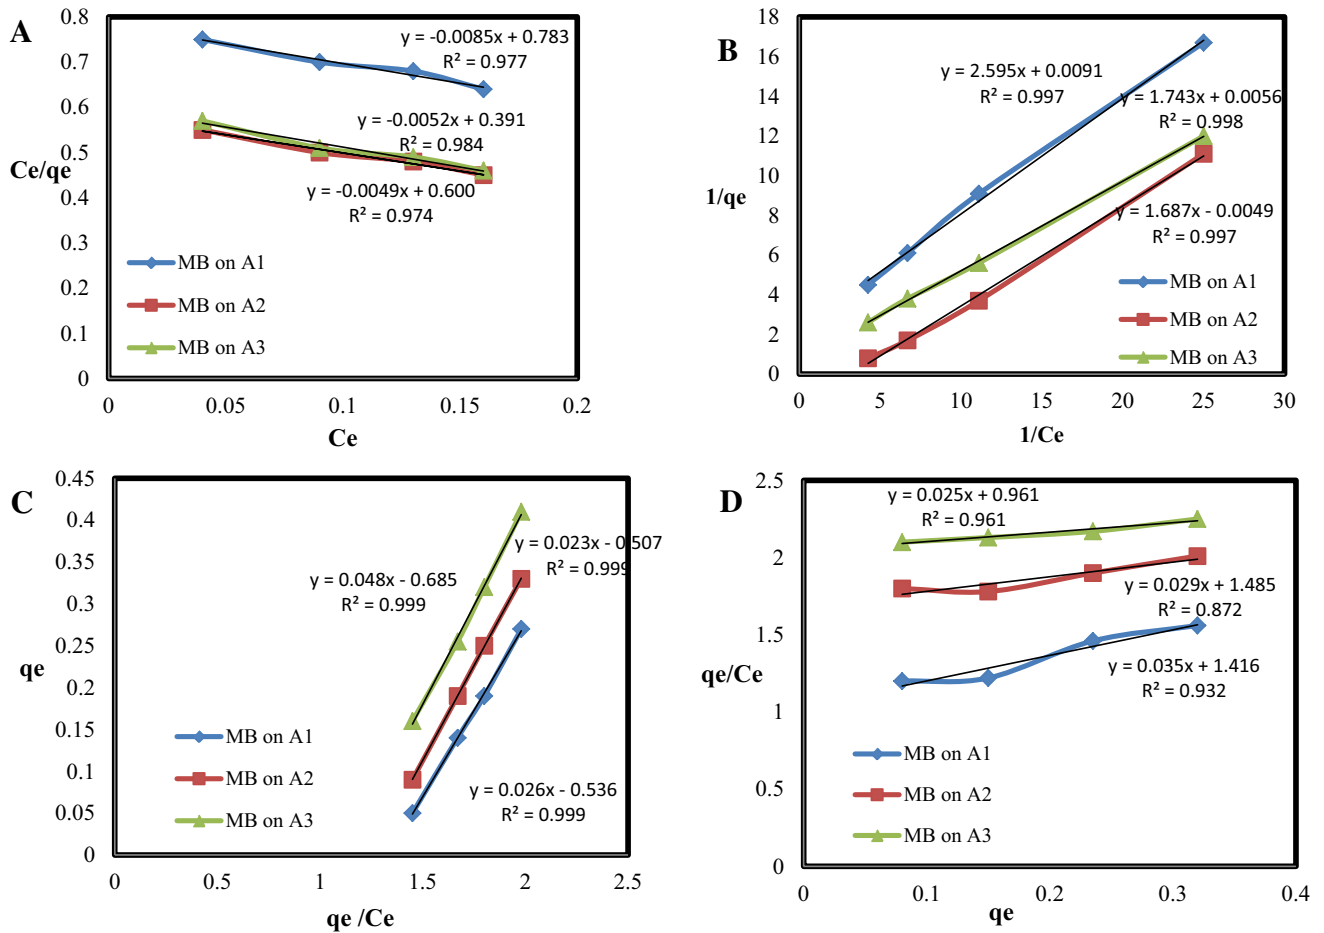 A
0.8
0.7
0.6
0.5
0.4
0.3
0.2
0.1
0
Ce/qe
y = -0.0085x + 0.783
R² = 0.977
y = -0.0052x + 0.391
R² = 0.984
y = -0.0049x + 0.600
R² = 0.974
MB on A1
MB on A2
MB on A3
0 0.05 0.1 0.15 0.2
Ce
B
18
16
14
12
10
8
6
4
2
0
1/qe
y = 2.595x + 0.0091
R² = 0.997
y = 1.743x + 0.0056
R² = 0.998
y = 1.687x - 0.0049
R² = 0.997
MB on A1
MB on A2
MB on A3
0 5 10 15 20 25 30
1/Ce
C
0.45
0.4
0.35
0.3
0.25
0.2
0.15
0.1
0.05
0
qe
y = 0.023x - 0.507
R² = 0.999
y = 0.048x - 0.685
R² = 0.999
y = 0.026x - 0.536
R² = 0.999
MB on A1
MB on A2
MB on A3
0 0.5 1 1.5 2 2.5
qe /Ce
D
2.5
2
1.5
1
0.5
0
qe/Ce
y = 0.025x + 0.961
R² = 0.961
y = 0.029x + 1.485
R² = 0.872
y = 0.035x + 1.416
R² = 0.932
MB on A1
MB on A2
MB on A3
0 0.1 0.2 0.3 0.4
qe